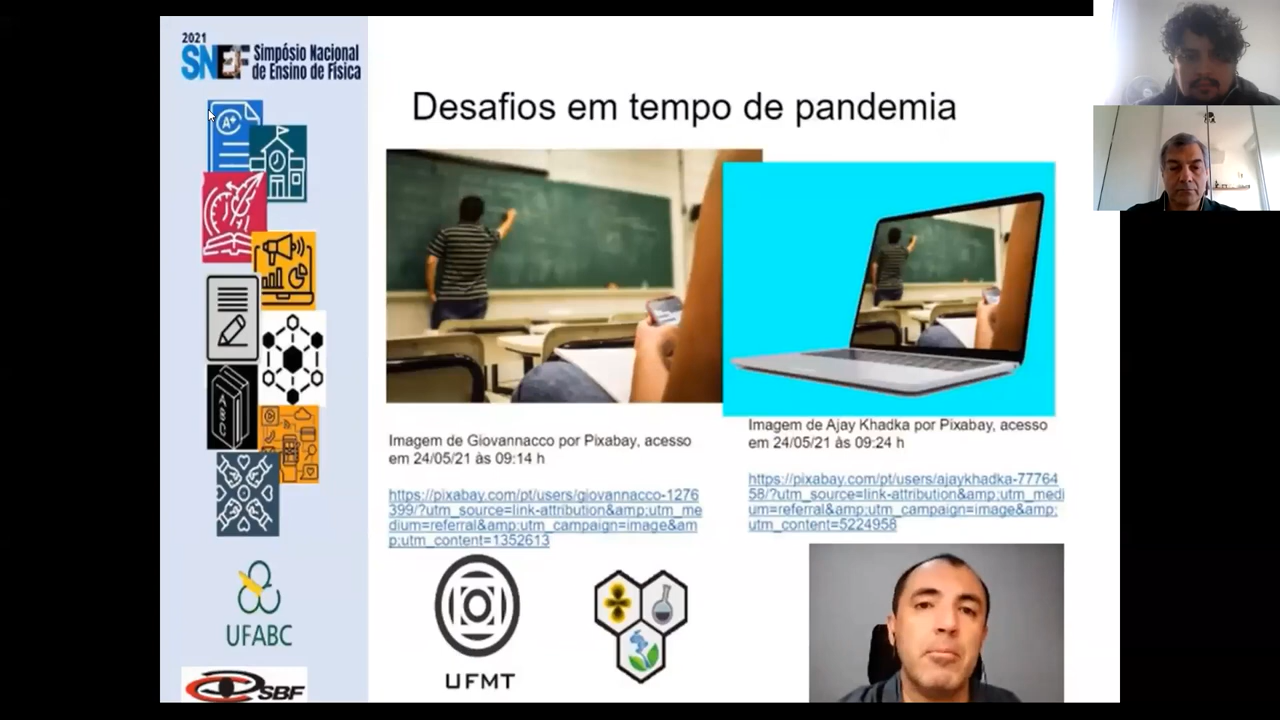 2021
SNEF Simpósio Nacional
de Ensino de Física
A+
A
B
C
UFABC
SBF
Desafios em tempo de pandemia
Imagem de Giovannacco por Pixabay, acesso
em 24/05/21 às 09:14 h
https://pixabay.com/pt/users/giovannacco-1276
399/?utm_source=link-attribution&amp;utm_me
dium=referral&amp;utm_campaign=image&am
p;utm_content=1352613
Imagem de Ajay Khadka por Pixabay, acesso
em 24/05/21 às 09:24 h
https://pixabay.com/pt/users/ajaykhadka-77764
58/?utm_source=link-attribution&amp;utm_medi
um=referral&amp;utm_campaign=image&amp;
utm_content=5224958
UFMT